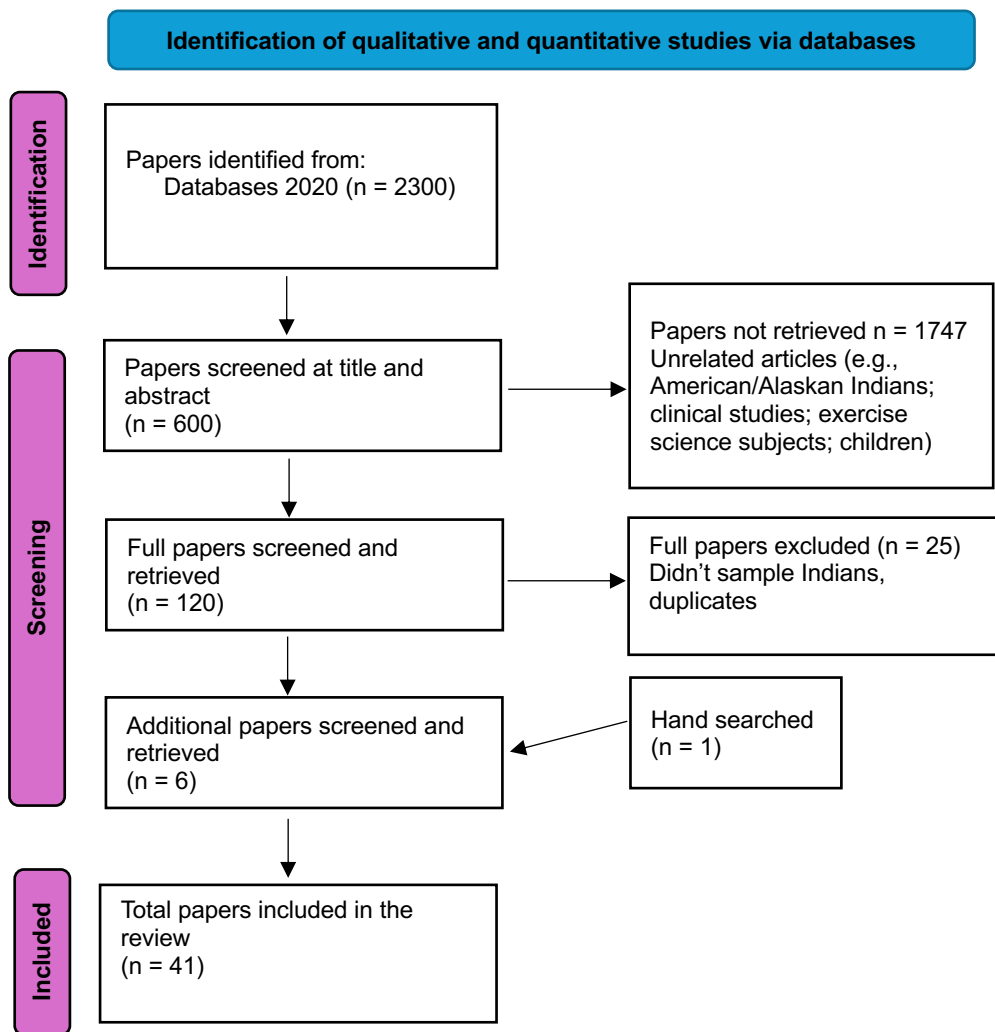 Identification of qualitative and quantitative studies via databases
Identification
Papers identified from:
Databases 2020 (n = 2300)
Screening
Papers screened at title and
abstract
(n = 600)
Papers not retrieved n = 1747
Unrelated articles (e.g.,
American/Alaskan Indians;
clinical studies; exercise
science subjects; children)
Full papers screened and
retrieved
(n = 120)
Full papers excluded (n = 25)
Didn’t sample Indians,
duplicates
Additional papers screened and
retrieved
(n = 6)
Hand searched
(n = 1)
Included
Total papers included in the
review
(n = 41)